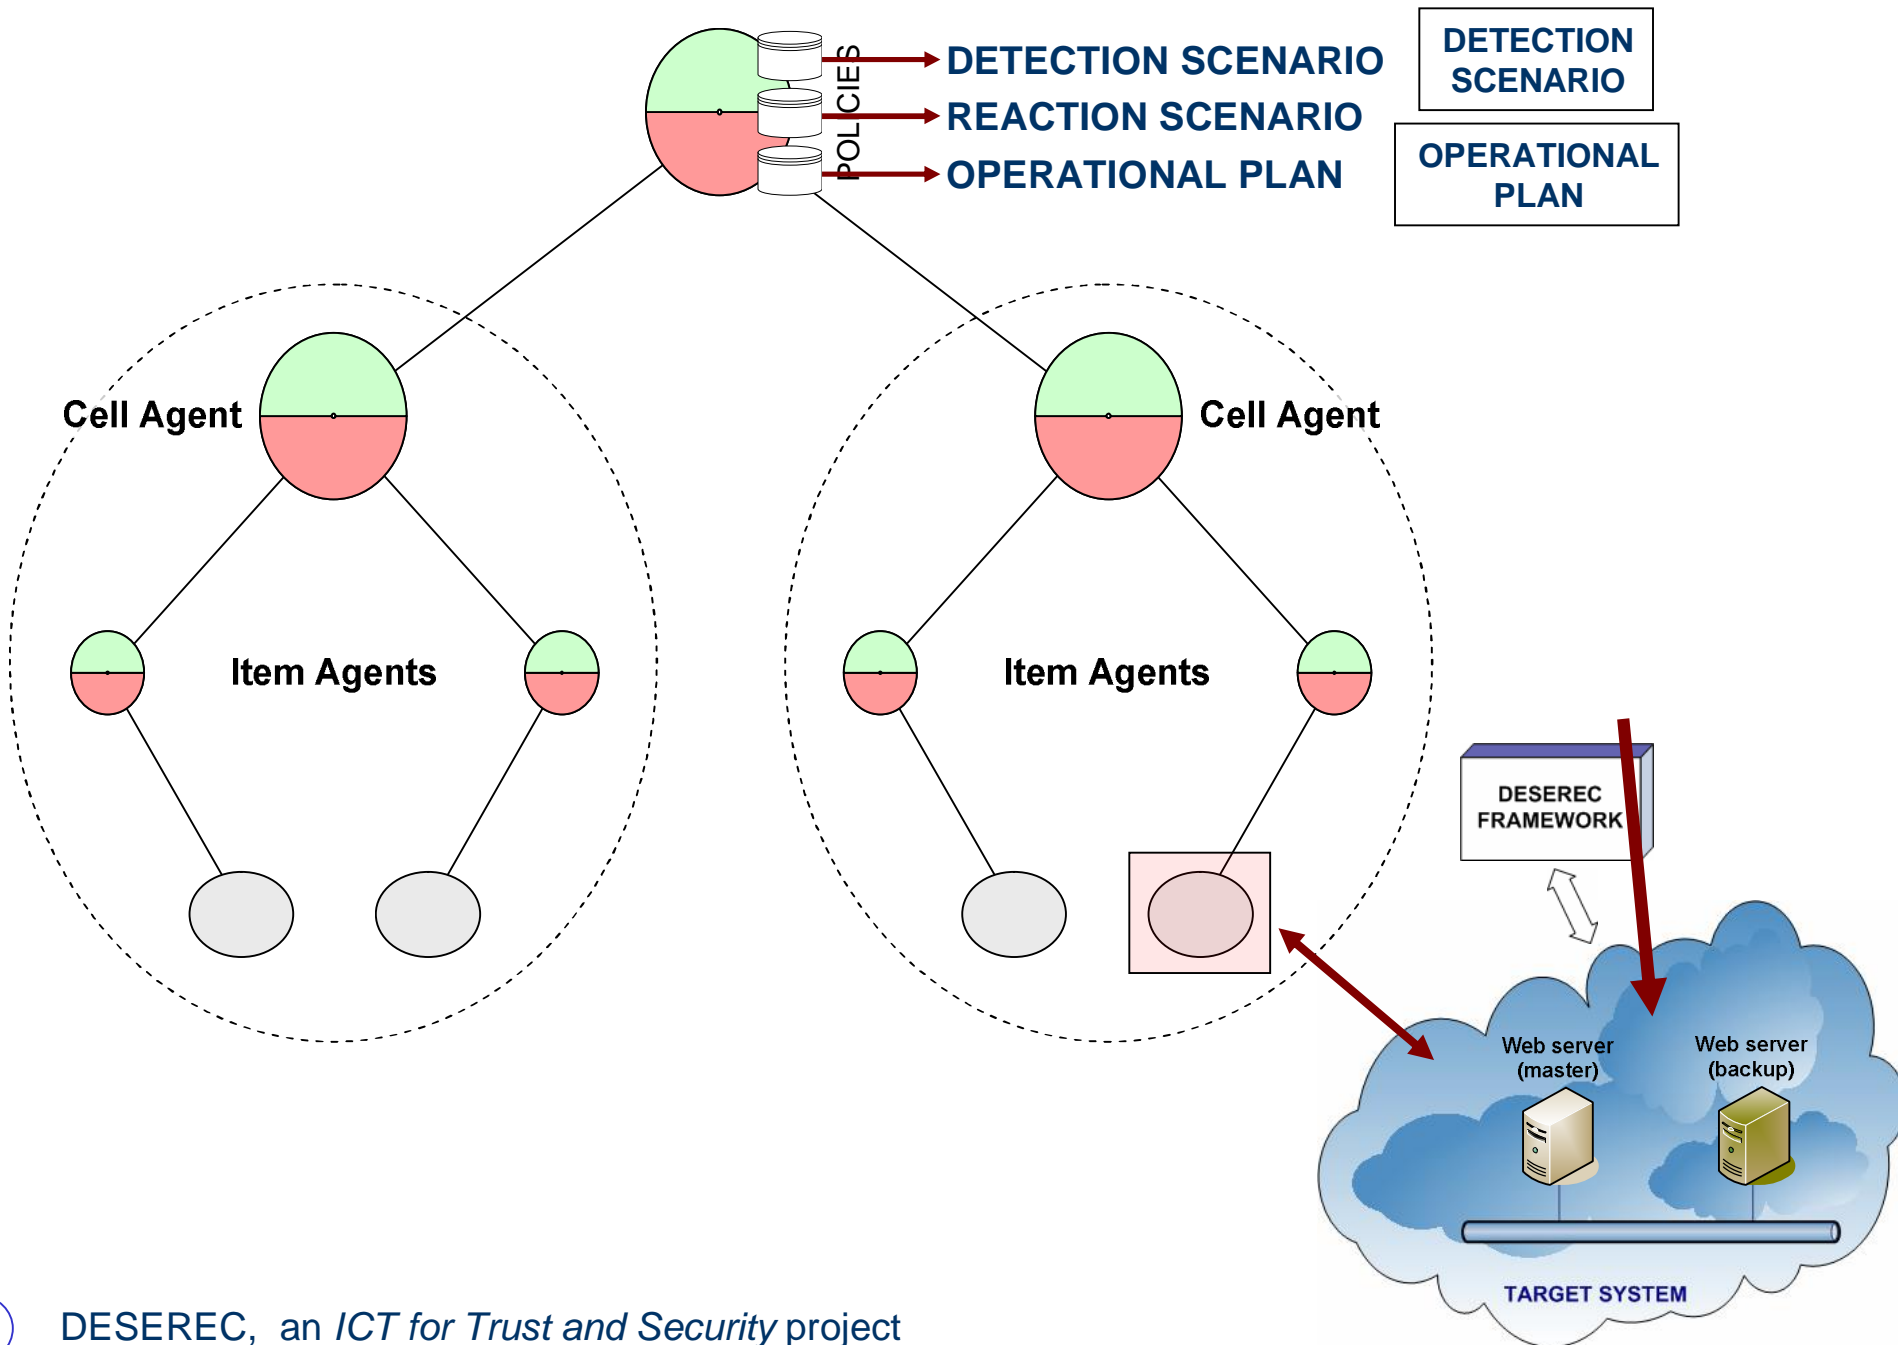 POLICIES
DETECTION SCENARIO
REACTION SCENARIO
OPERATIONAL PLAN
DETECTION
SCENARIO
OPERATIONAL
PLAN
Cell Agent
Cell Agent
Item Agents
Item Agents
DESEREC
FRAMEWORK
Web server
(master)
Web server
(backup)
TARGET SYSTEM
DESEREC, an ICT for Trust and Security project